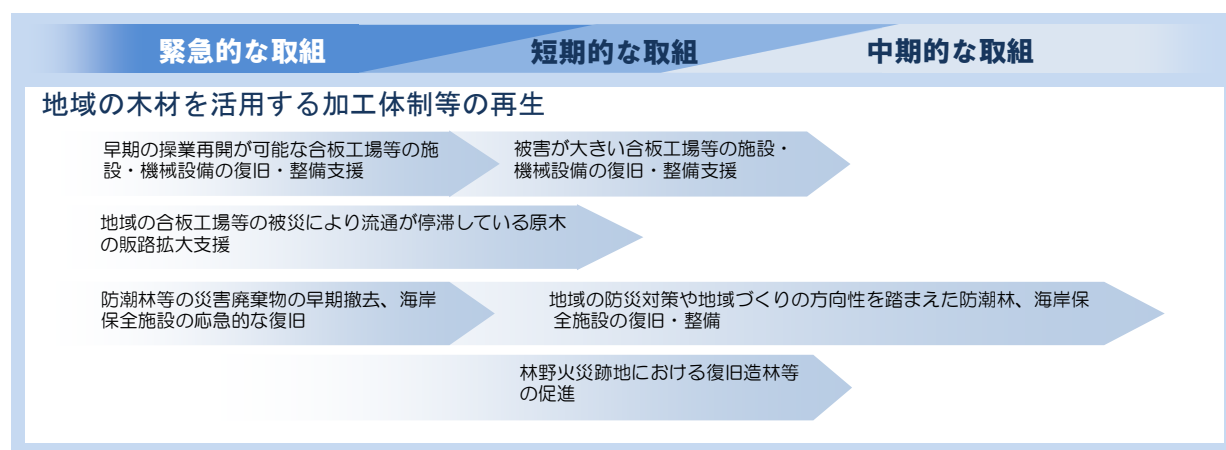 緊急的な取組
短期的な取組
中期的な取組
地域の木材を活用する加工体制等の再生
早期の操業再開が可能な合板工場等の施
設・機械設備の復旧・整備支援
被害が大きい合板工場等の施設・
機械設備の復旧・整備支援
地域の合板工場等の被災により流通が停滞している原木
の販路拡大支援
防潮林等の災害廃棄物の早期撤去、海岸
保全施設の応急的な復旧
地域の防災対策や地域づくりの方向性を踏まえた防潮林、海岸保
全施設の復旧・整備
林野火災跡地における復旧造林等
の促進